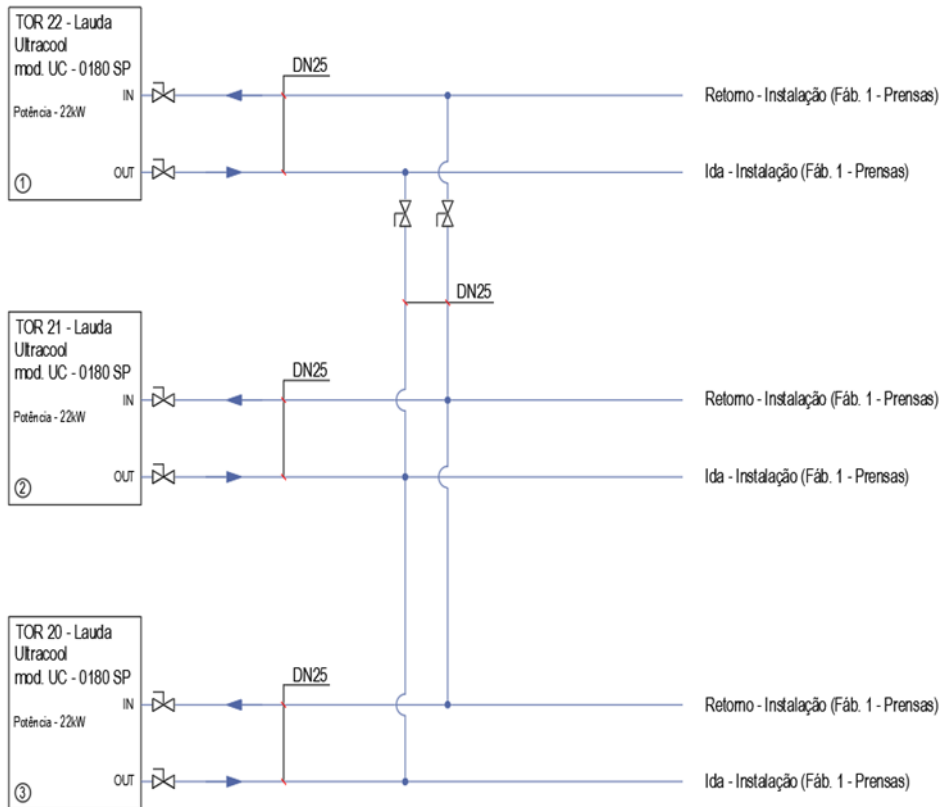 TOR 22 - Lauda
Ultracool
mod. UC - 0180 SP
DN25
IN
Retorno - Instalação (Fáb. 1 - Prensas)
Potência - 22kW
OUT
Ida - Instalação (Fáb. 1 - Prensas)
1
DN25
TOR 21 - Lauda
Ultracool
mod. UC - 0180 SP
DN25
IN
Retorno - Instalação (Fáb. 1 - Prensas)
Potência - 22kW
OUT
Ida - Instalação (Fáb. 1 - Prensas)
2
TOR 20 - Lauda
Ultracool
mod. UC - 0180 SP
DN25
IN
Retorno - Instalação (Fáb. 1 - Prensas)
Potência - 22kW
OUT
Ida - Instalação (Fáb. 1 - Prensas)
3